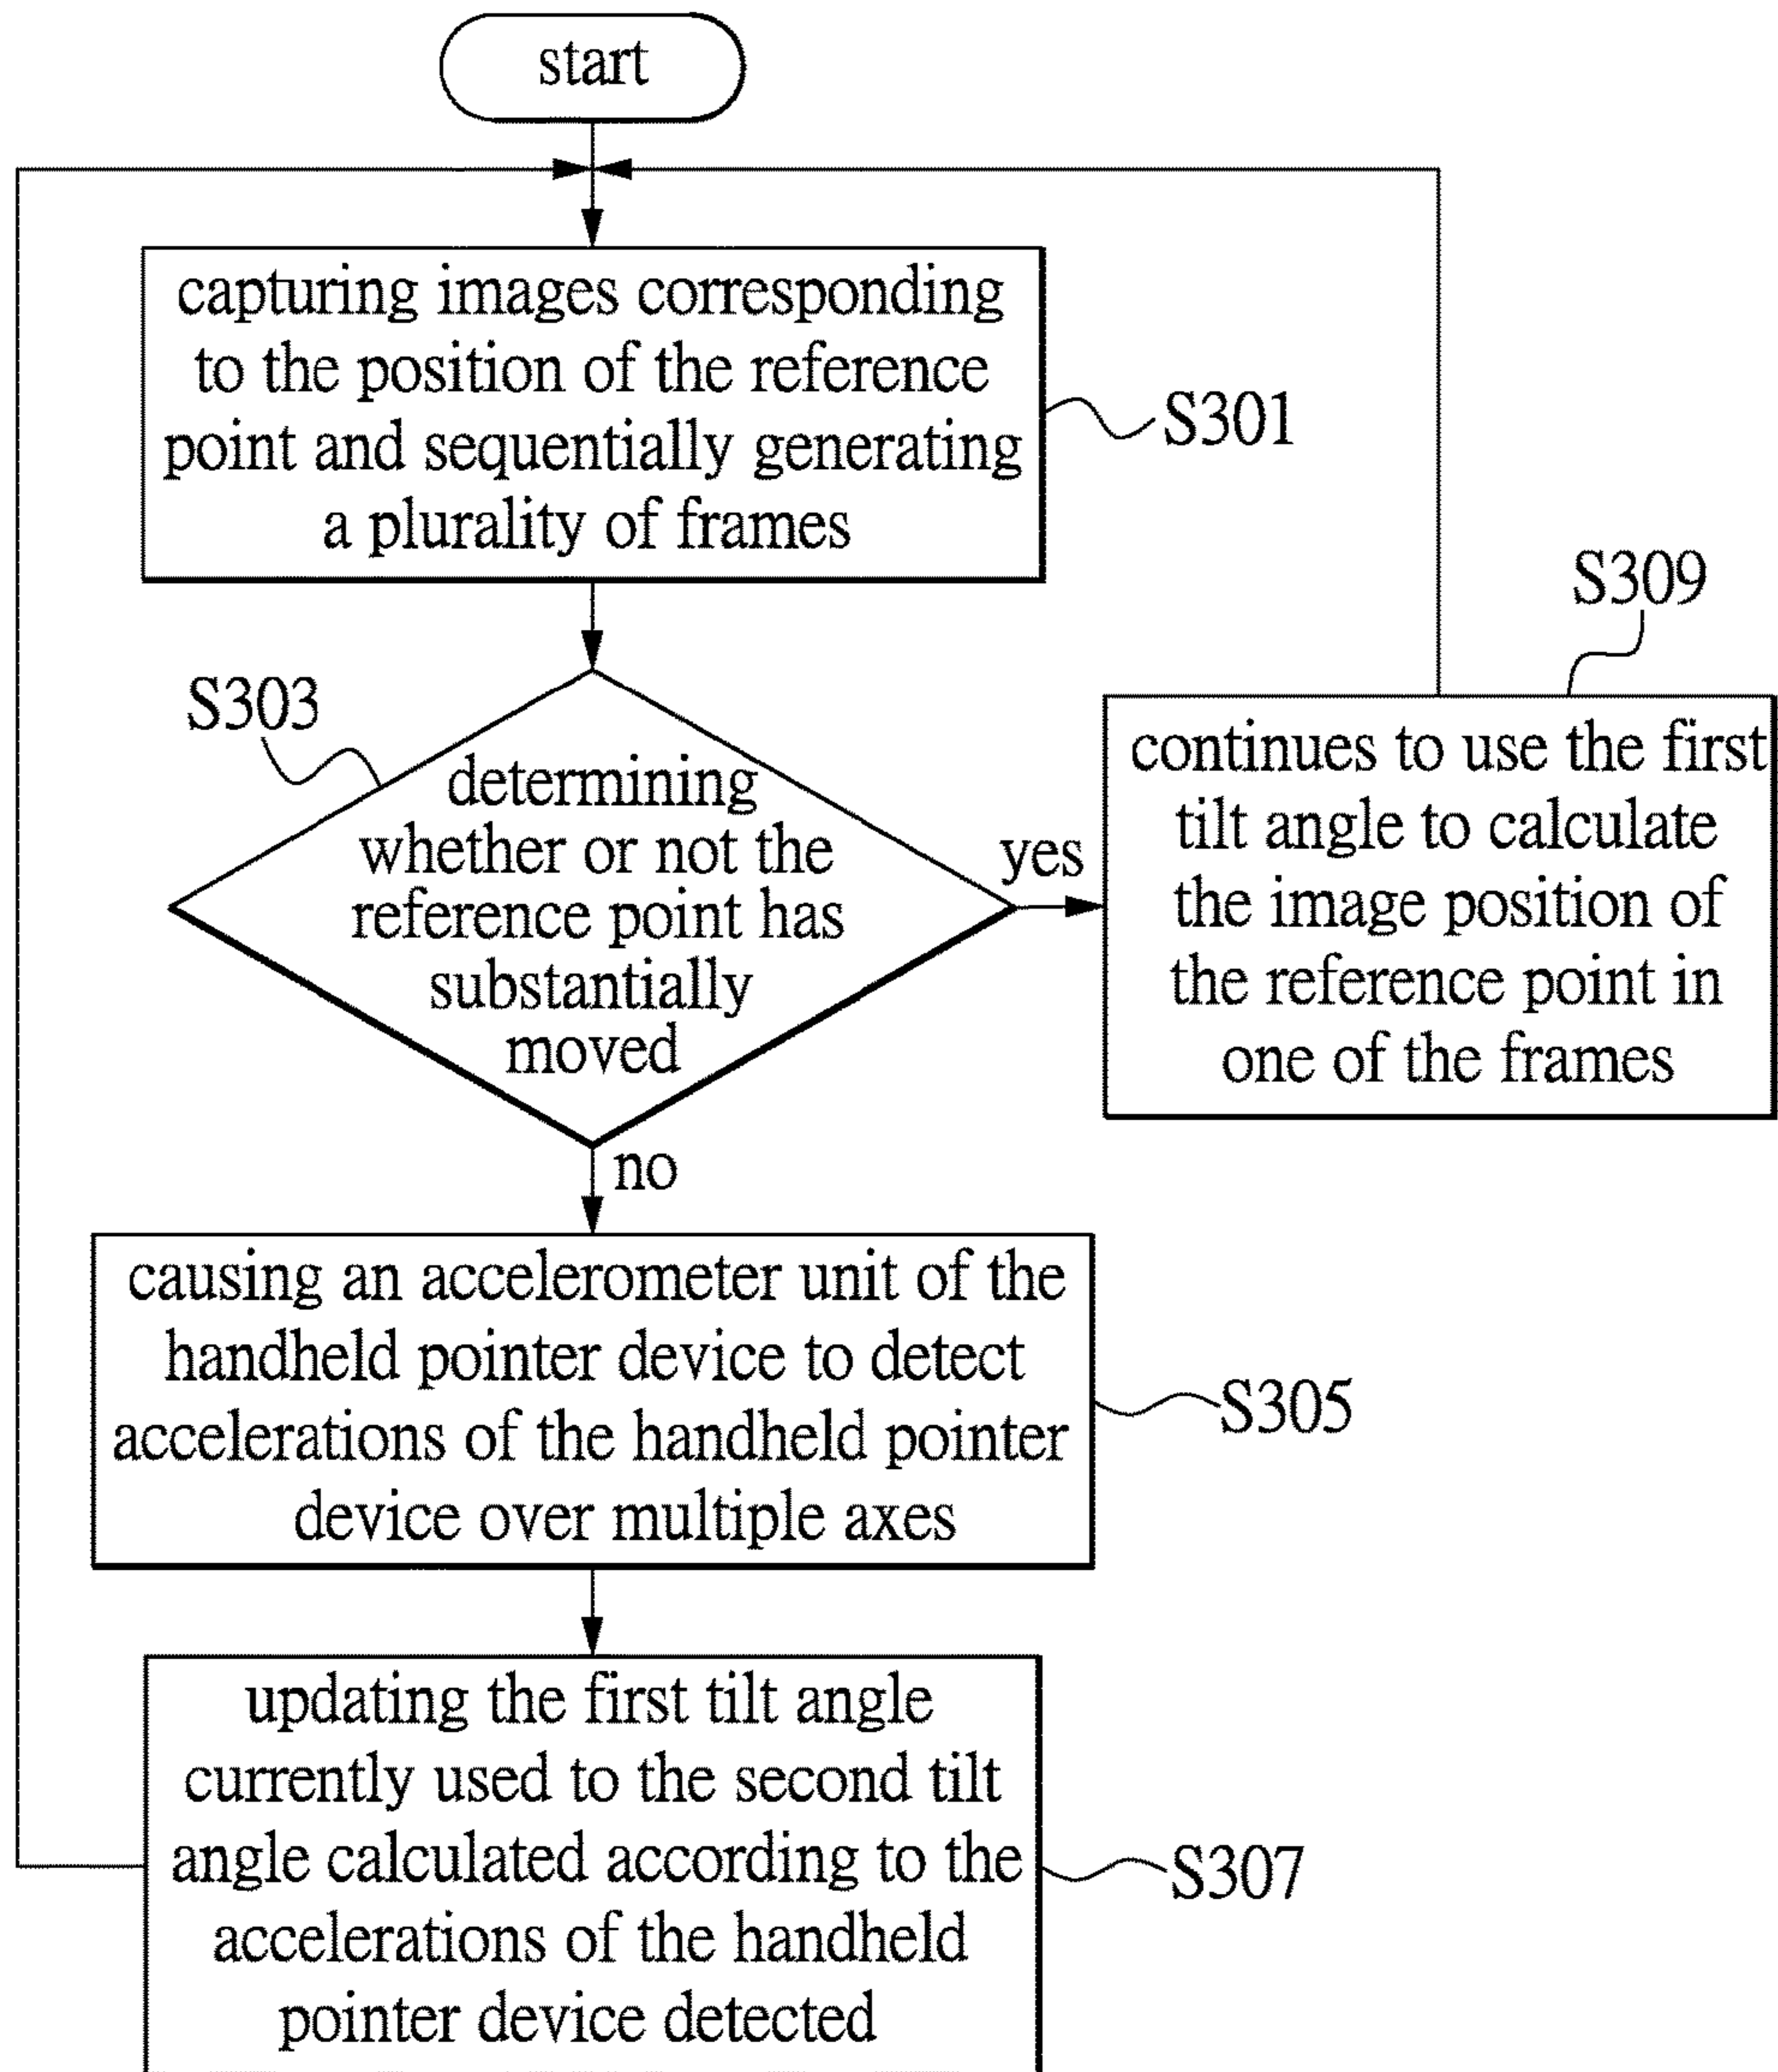 start
capturing images corresponding
to the position of the reference
point and sequentially generating
a plurality of frames
S301
S303
determining
whether or not the
reference point has
substantially
moved
yes
S309
continues to use the first
tilt angle to calculate
the image position of
the reference point in
one of the frames
no
causing an accelerometer unit of the
handheld pointer device to detect
accelerations of the handheld pointer
device over multiple axes
S305
updating the first tilt angle
currently used to the second tilt
angle calculated according to the
accelerations of the handheld
pointer device detected
S307